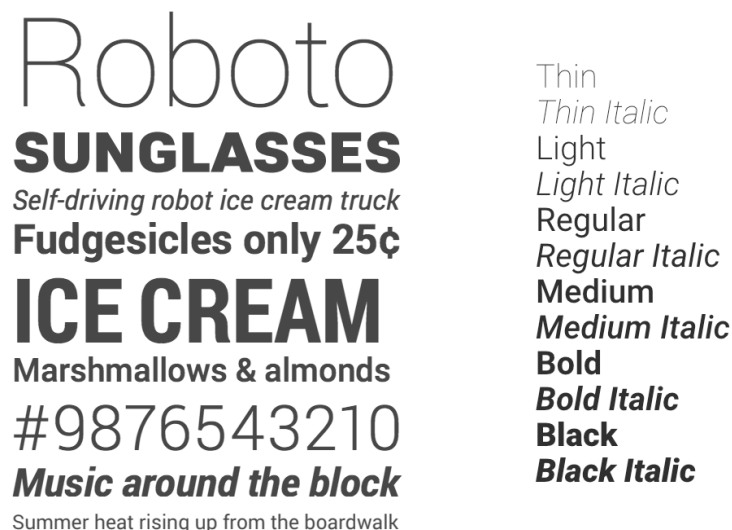 Roboto
SUNGLASSES
Self-driving robot ice cream truck
Fudgesicles only 25¢
ICE CREAM
Marshmallows & almonds
#9876543210
Music around the block
Summer heat rising up from the boardwalk
Thin
Thin Italic
Light
Light Italic
Regular
Regular Italic
Medium
Medium Italic
Bold
Bold Italic
Black
Black Italic